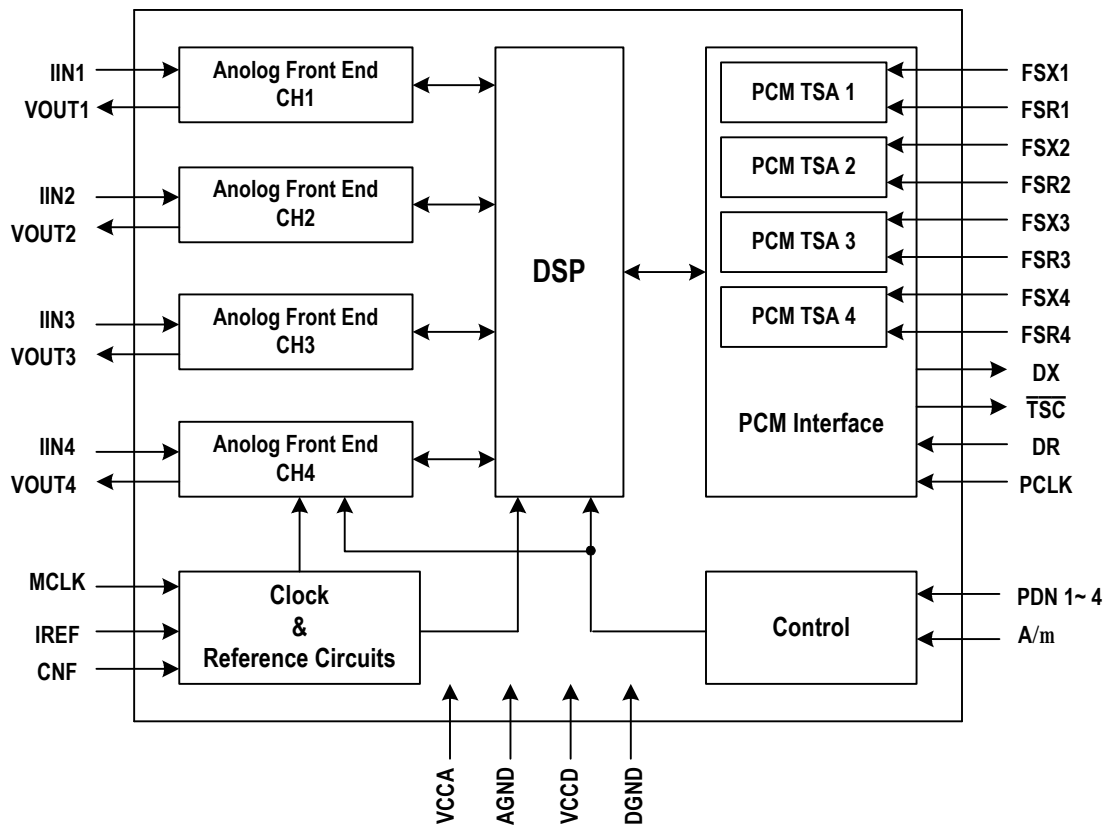 IIN1
VOUT1
Anolog Front End
CH1
IIN2
VOUT2
Anolog Front End
CH2
IIN3
VOUT3
Anolog Front End
CH3
IIN4
VOUT4
Anolog Front End
CH4
MCLK
IREF
CNF
Clock
&
Reference Circuits
DSP
PCM TSA 1
PCM TSA 2
PCM TSA 3
PCM TSA 4
PCM Interface
Control
FSX1
FSR1
FSX2
FSR2
FSX3
FSR3
FSX4
FSR4
DX
T̅S̅C̅
DR
PCLK
PDN 1~ 4
A/m
VCCA
AGND
VCCD
DGND